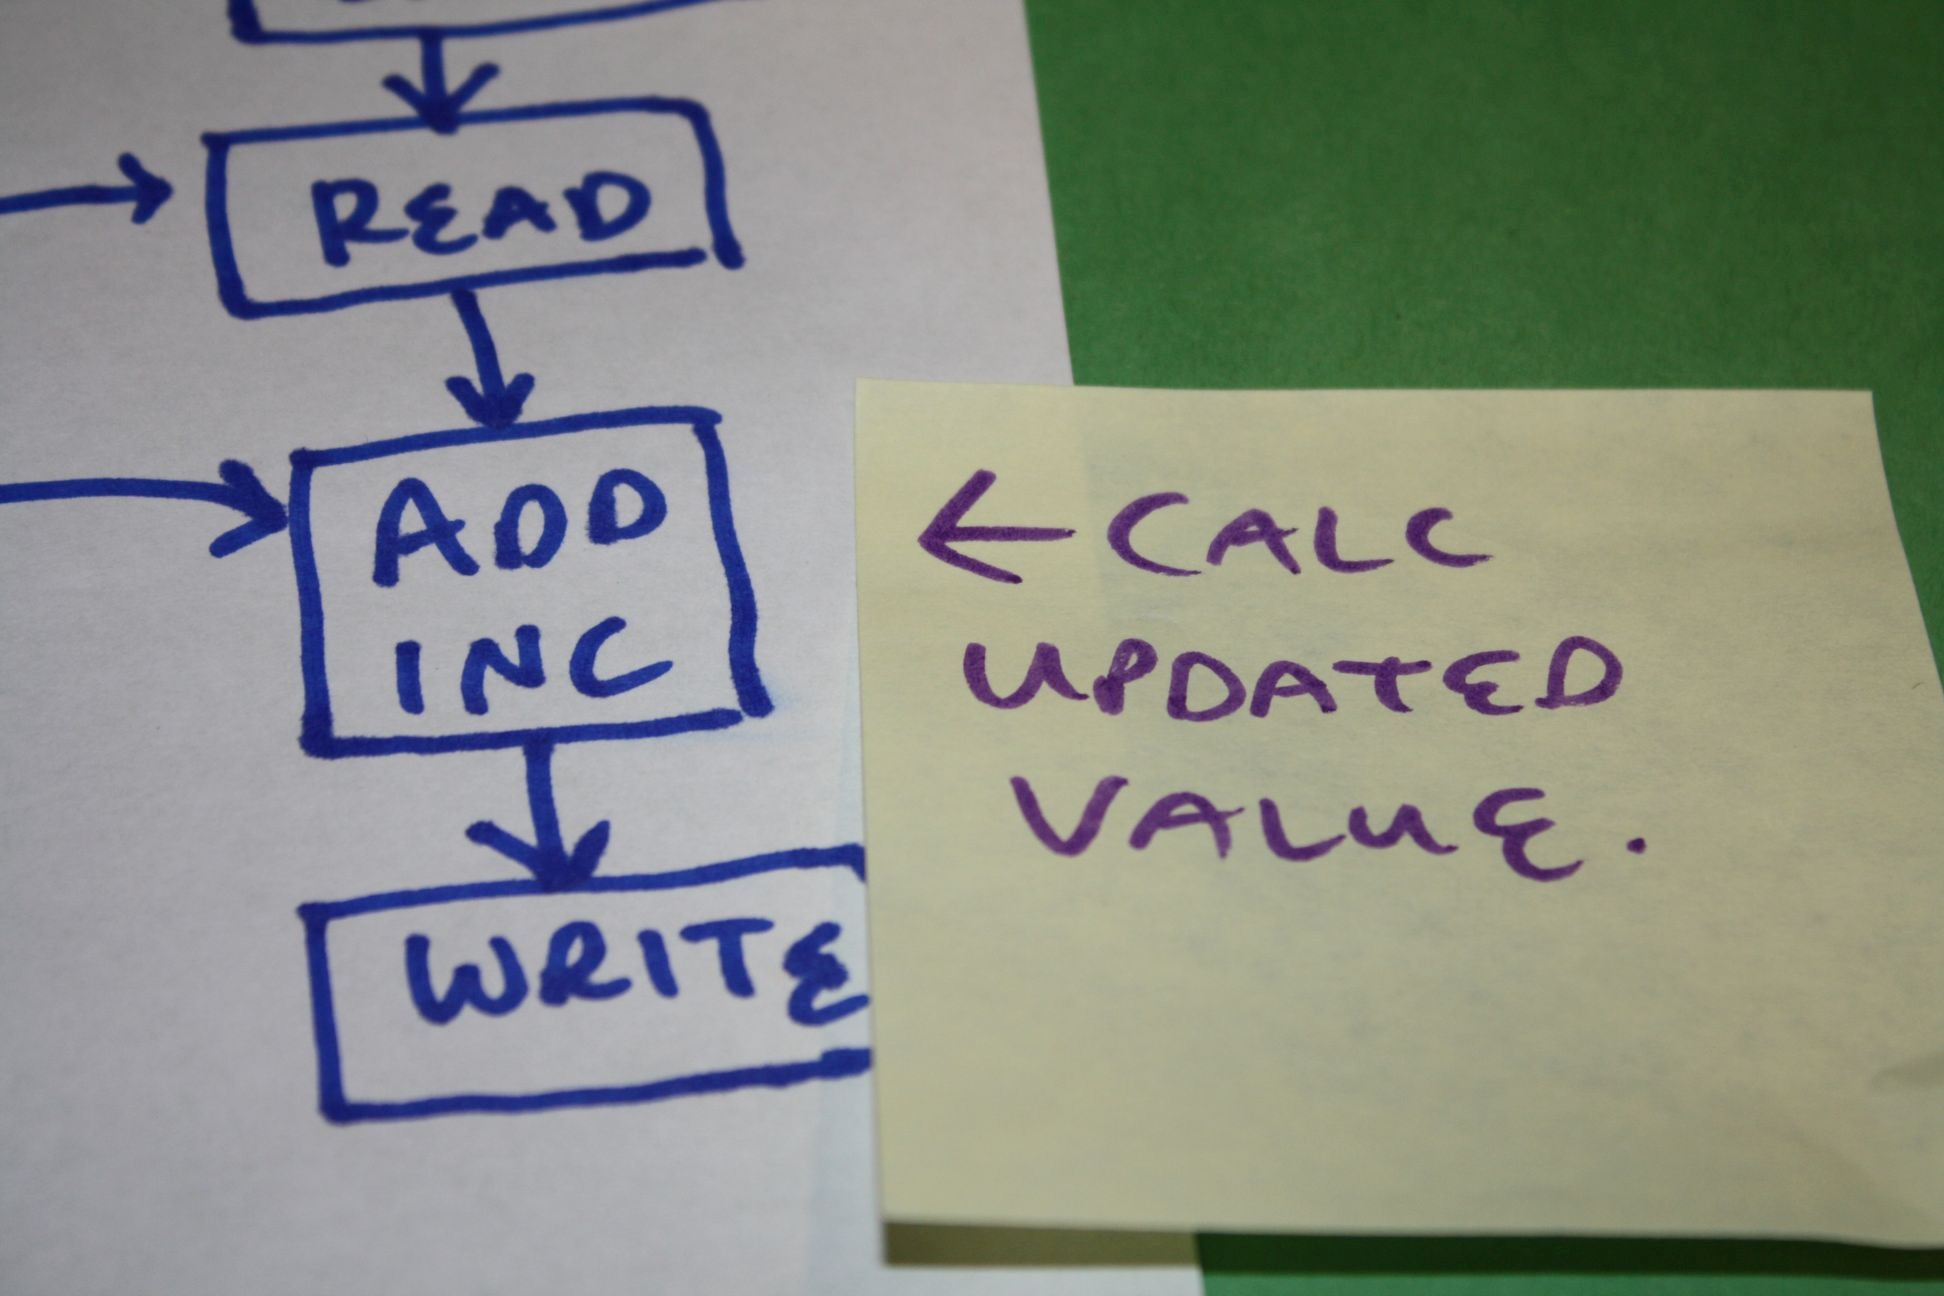 READ
ADD
INC
WRITE
← CALC
UPDATED
VALUE.